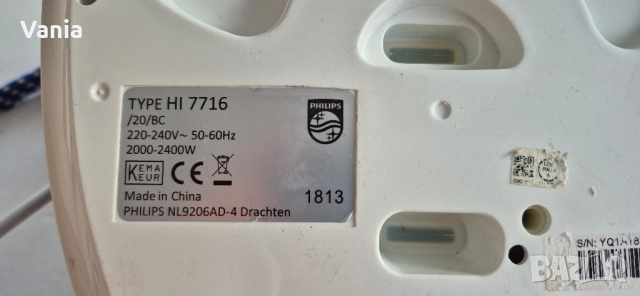 Vania
TYPE HI 7716
/20/BC
220-240V~ 50-60Hz
2000-2400W
KEMA
KEUR
CE
Made in China
PHILIPS NL9206AD-4 Drachten
PHILIPS
1813
bazar